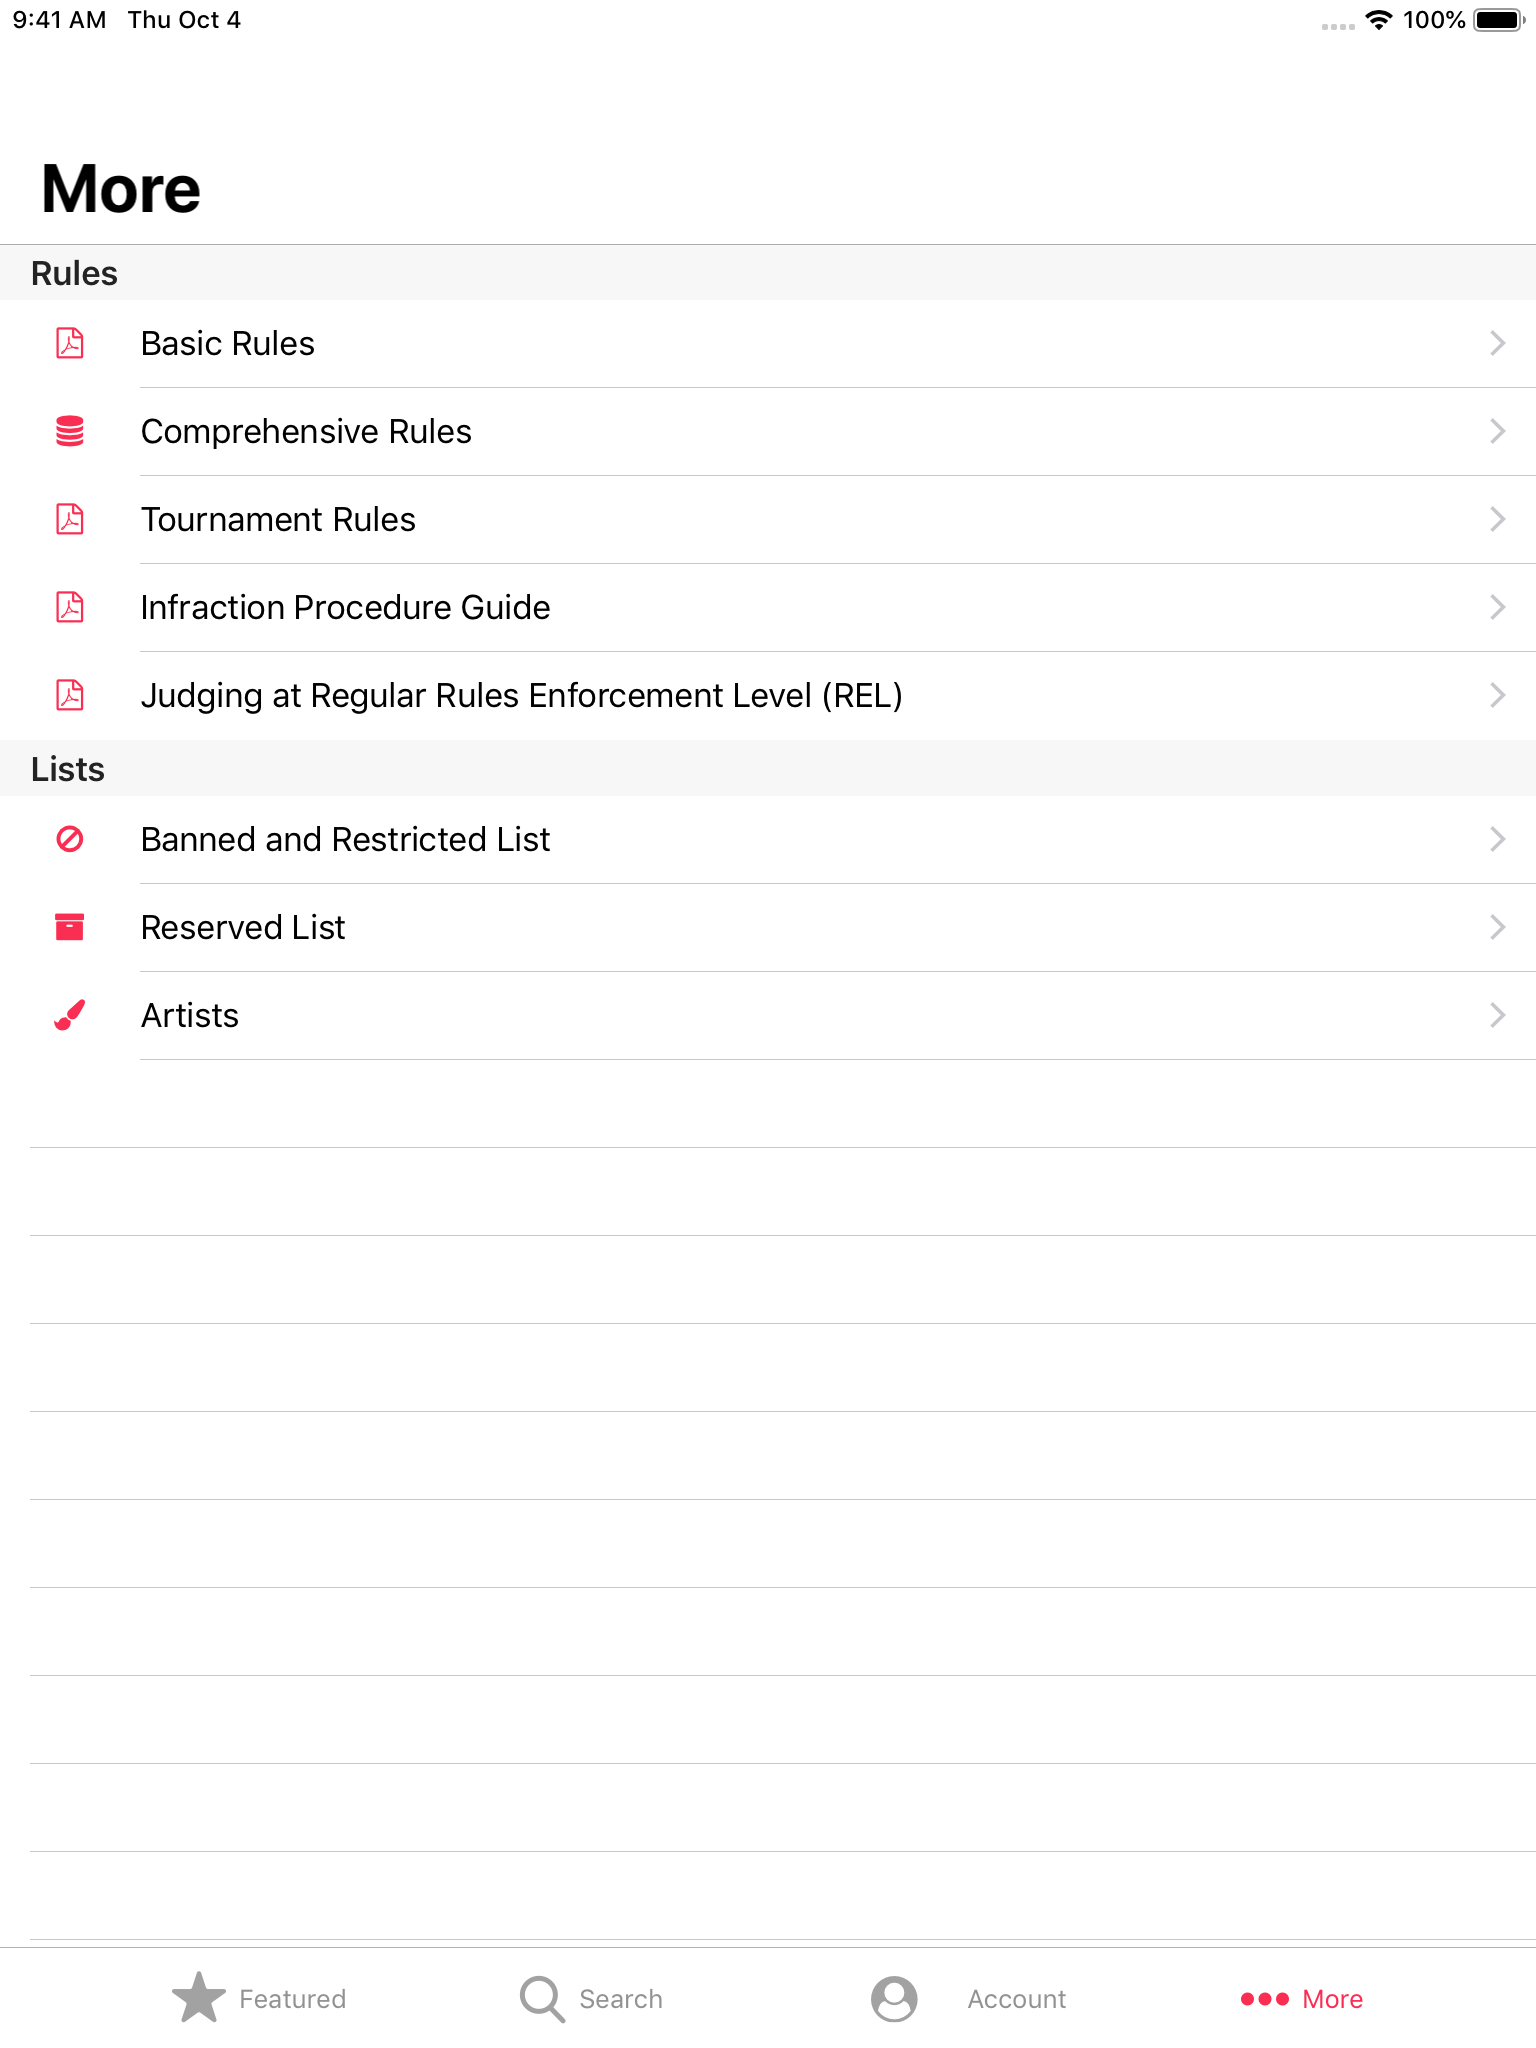 9:41 AM Thu Oct 4 100%
More
Rules
Basic Rules
Comprehensive Rules
Tournament Rules
Infraction Procedure Guide
Judging at Regular Rules Enforcement Level (REL)
Lists
Banned and Restricted List
Reserved List
Artists
Featured Search Account More